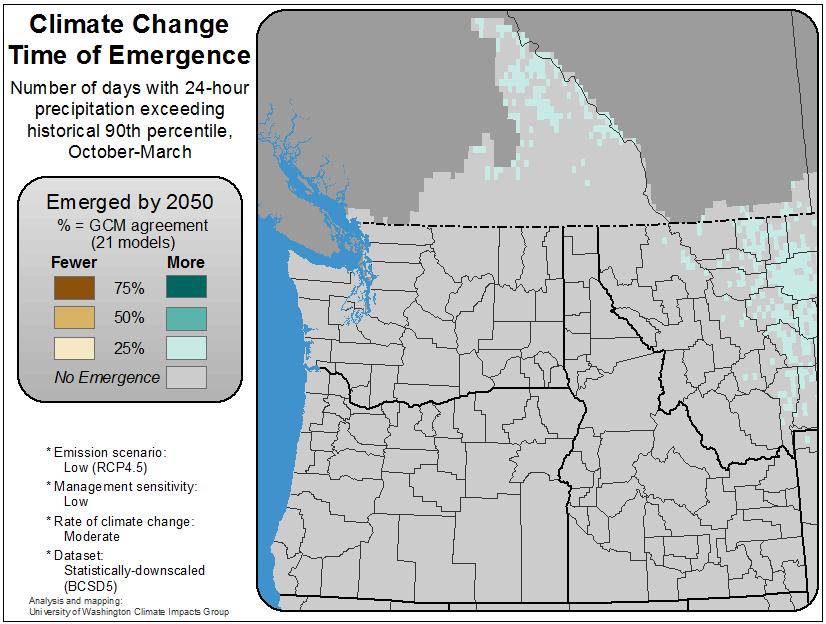 Climate Change
Time of Emergence
Number of days with 24-hour
precipitation exceeding
historical 90th percentile,
October-March
Emerged by 2050
% = GCM agreement
(21 models)
Fewer More
75%
50%
25%
No Emergence
* Emission scenario:
Low (RCP4.5)
* Management sensitivity:
Low
* Rate of climate change:
Moderate
* Dataset:
Statistically-downscaled
(BCSD5)
Analysis and mapping:
University of Washington Climate Impacts Group